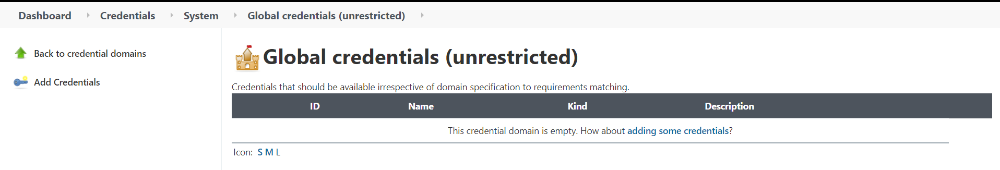 Dashboard Credentials System Global credentials (unrestricted)
Back to credential domains
Add Credentials
Global credentials (unrestricted)
Credentials that should be available irrespective of domain specification to requirements matching.
ID Name Kind Description
This credential domain is empty. How about adding some credentials?
Icon: S M L